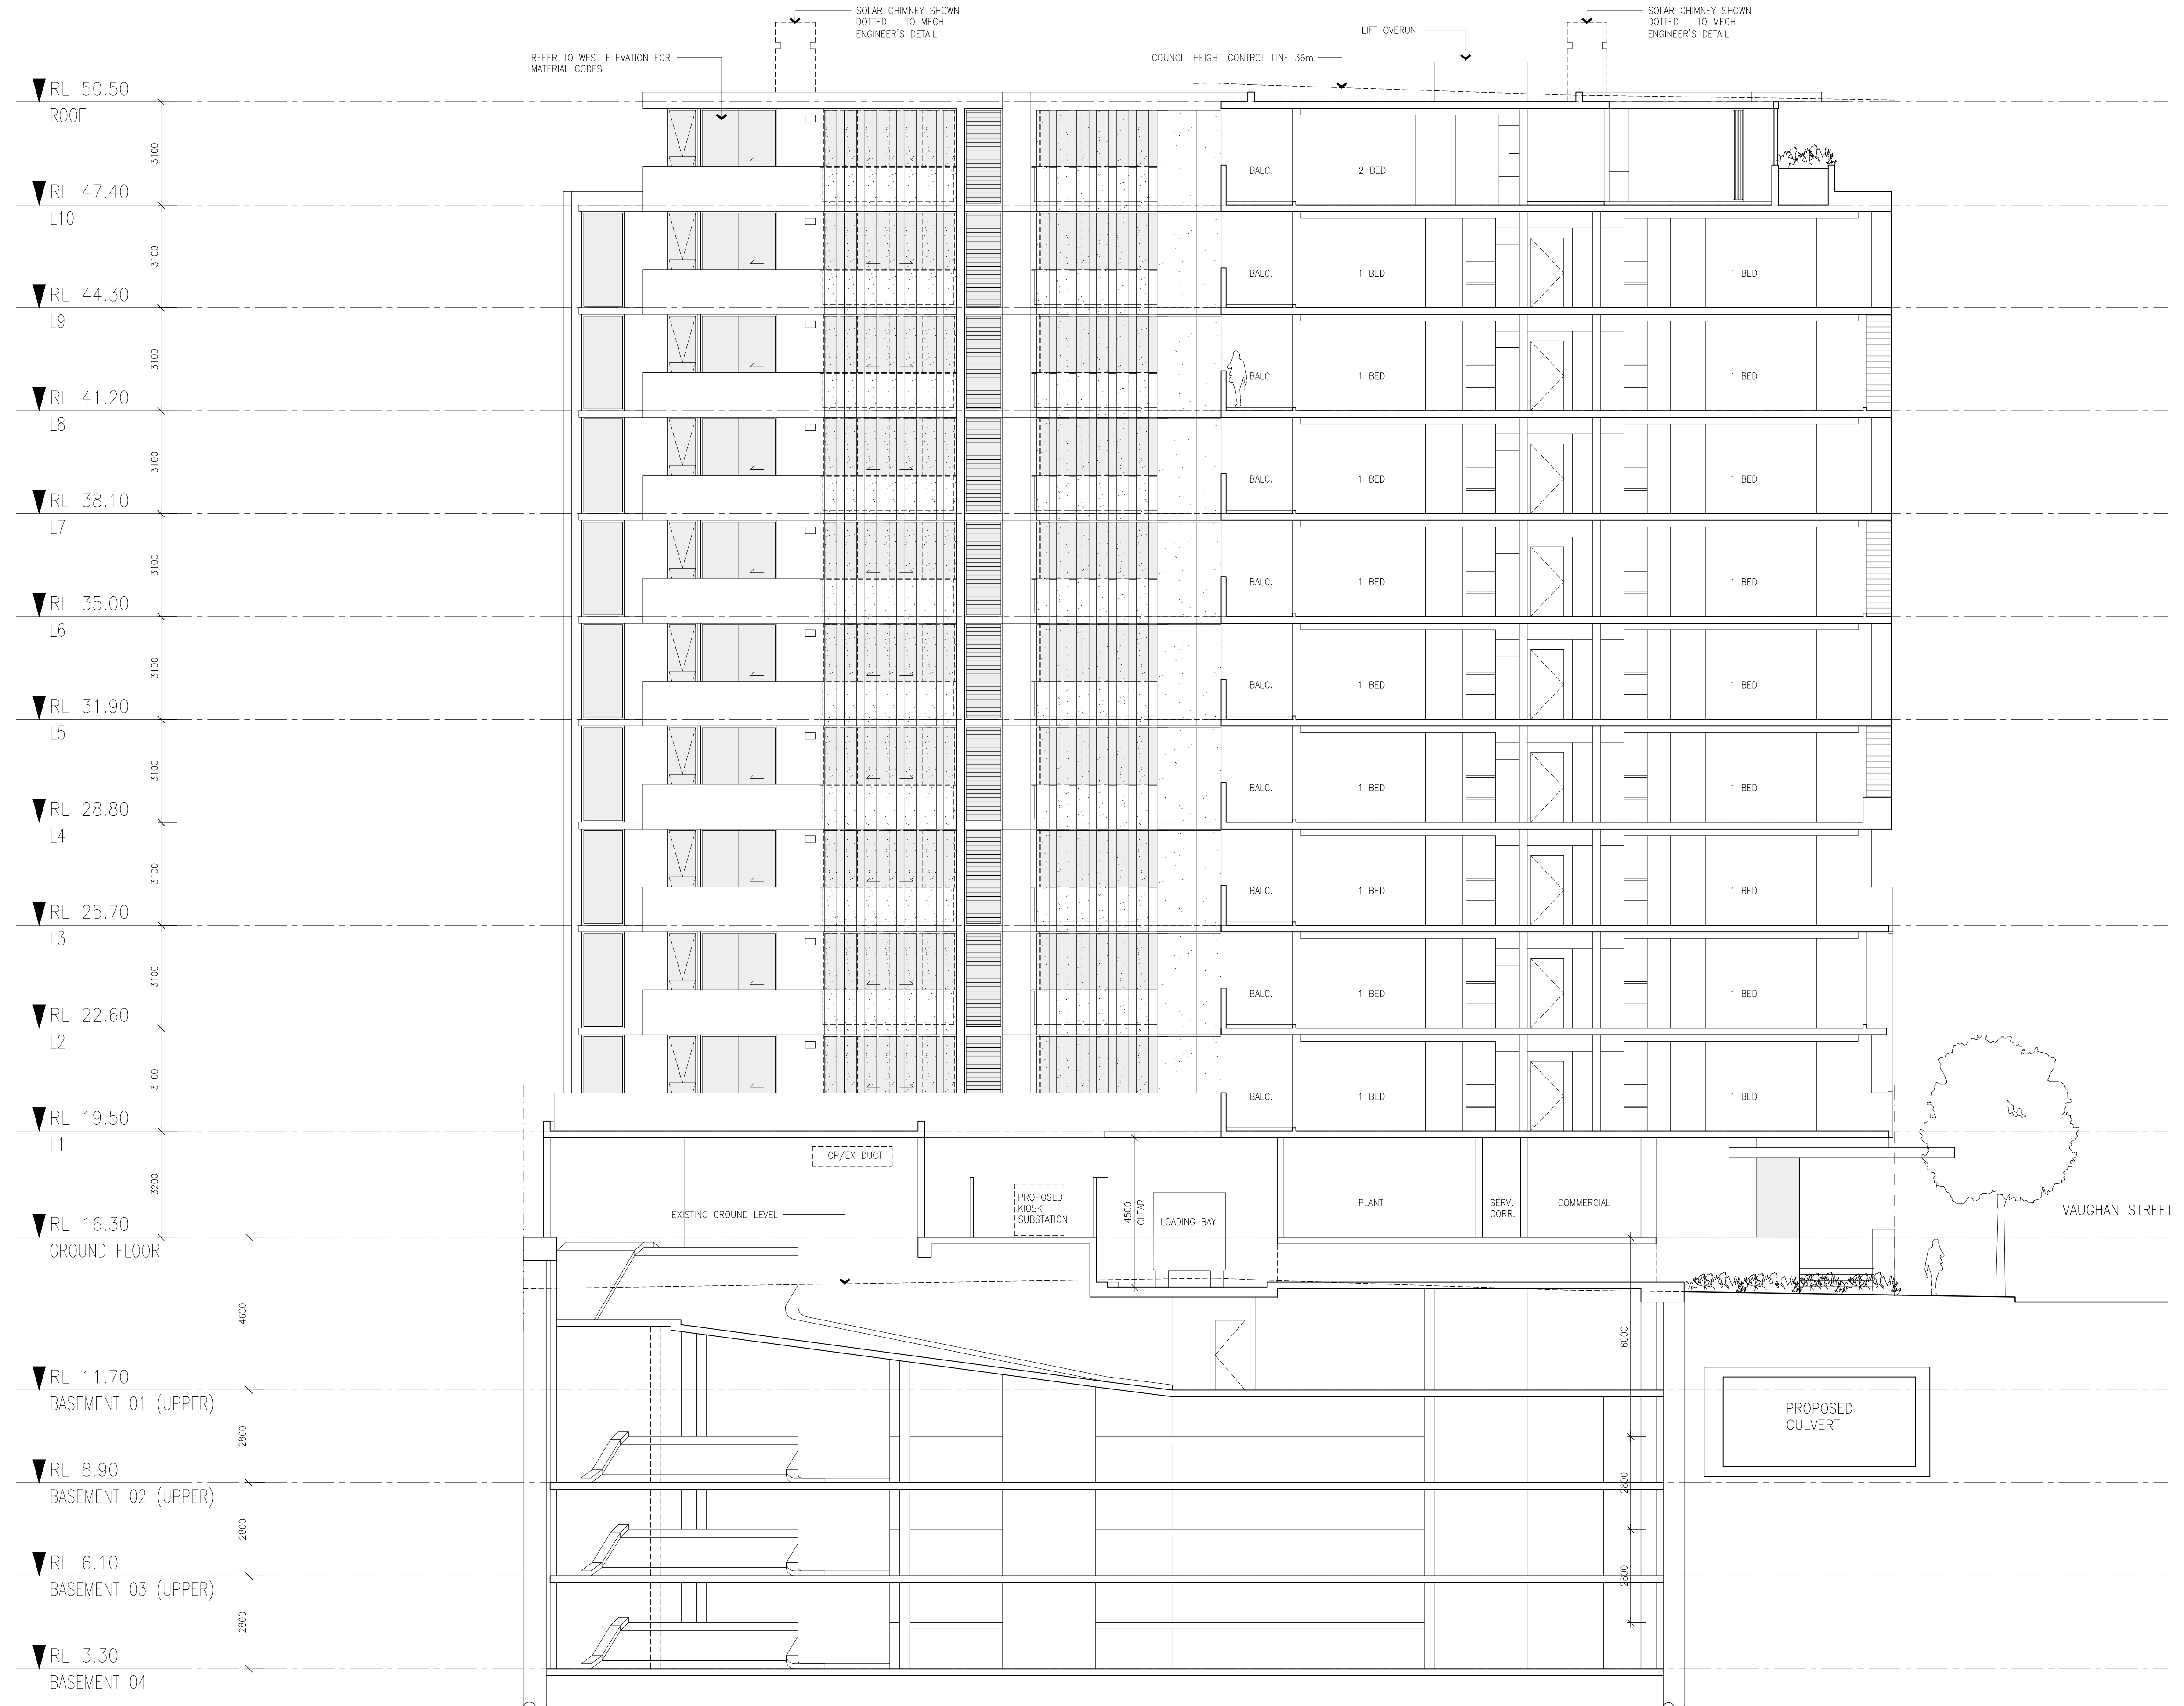 SOLAR CHIMNEY SHOWN
DOTTED – TO MECH
ENGINEER'S DETAIL
SOLAR CHIMNEY SHOWN
DOTTED – TO MECH
ENGINEER'S DETAIL
LIFT OVERUN
REFER TO WEST ELEVATION FOR
MATERIAL CODES
COUNCIL HEIGHT CONTROL LINE 36m
RL 50.50
ROOF
3100
BALC.
2 BED
RL 47.40
L10
3100
BALC.
1 BED
1 BED
RL 44.30
L9
3100
BALC.
1 BED
1 BED
RL 41.20
L8
3100
BALC.
1 BED
1 BED
RL 38.10
L7
3100
BALC.
1 BED
1 BED
RL 35.00
L6
3100
BALC.
1 BED
1 BED
RL 31.90
L5
3100
BALC.
1 BED
1 BED
RL 28.80
L4
3100
BALC.
1 BED
1 BED
RL 25.70
L3
3100
BALC.
1 BED
1 BED
RL 22.60
L2
3100
BALC.
1 BED
1 BED
RL 19.50
L1
3200
CP/EX DUCT
PROPOSED
KIOSK
SUBSTATION
4500
CLEAR
LOADING BAY
PLANT
SERV.
CORR.
COMMERCIAL
VAUGHAN STREET
EXISTING GROUND LEVEL
RL 16.30
GROUND FLOOR
4600
6000
RL 11.70
BASEMENT 01 (UPPER)
PROPOSED
CULVERT
2800
RL 8.90
BASEMENT 02 (UPPER)
2800
2800
RL 6.10
BASEMENT 03 (UPPER)
2800
2800
RL 3.30
BASEMENT 04